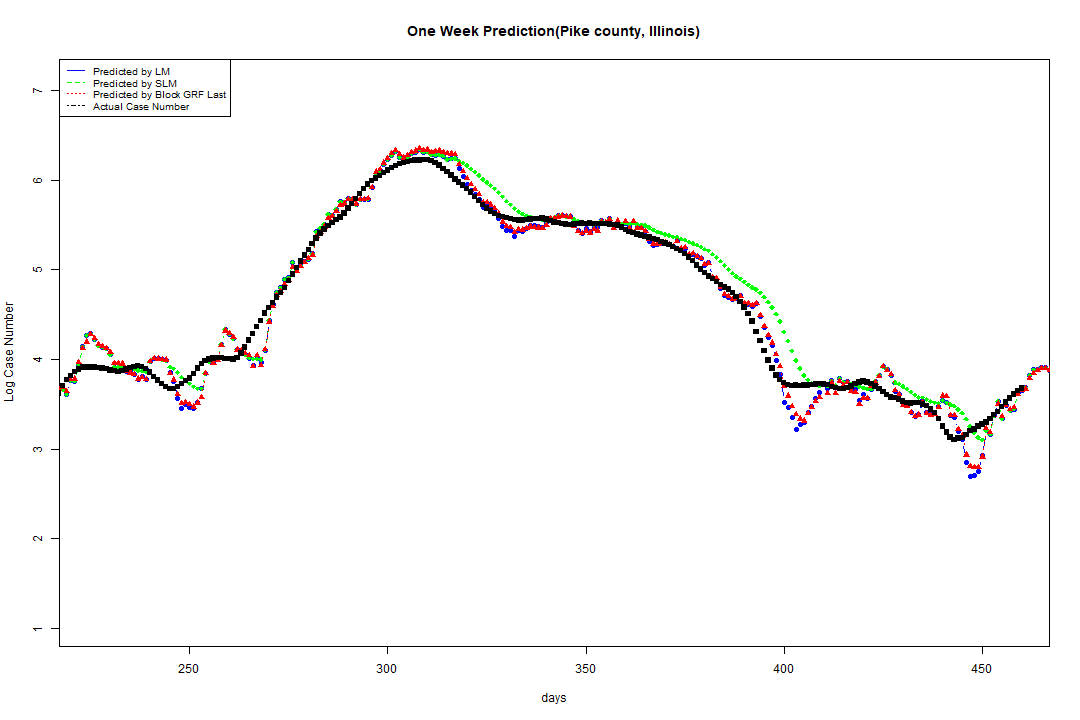 One Week Prediction(Pike county, Illinois)
Predicted by LM
Predicted by SLM
Predicted by Block GRF Last
Actual Case Number
7
6
5
4
3
2
1
Log Case Number
250 300 350 400 450
days